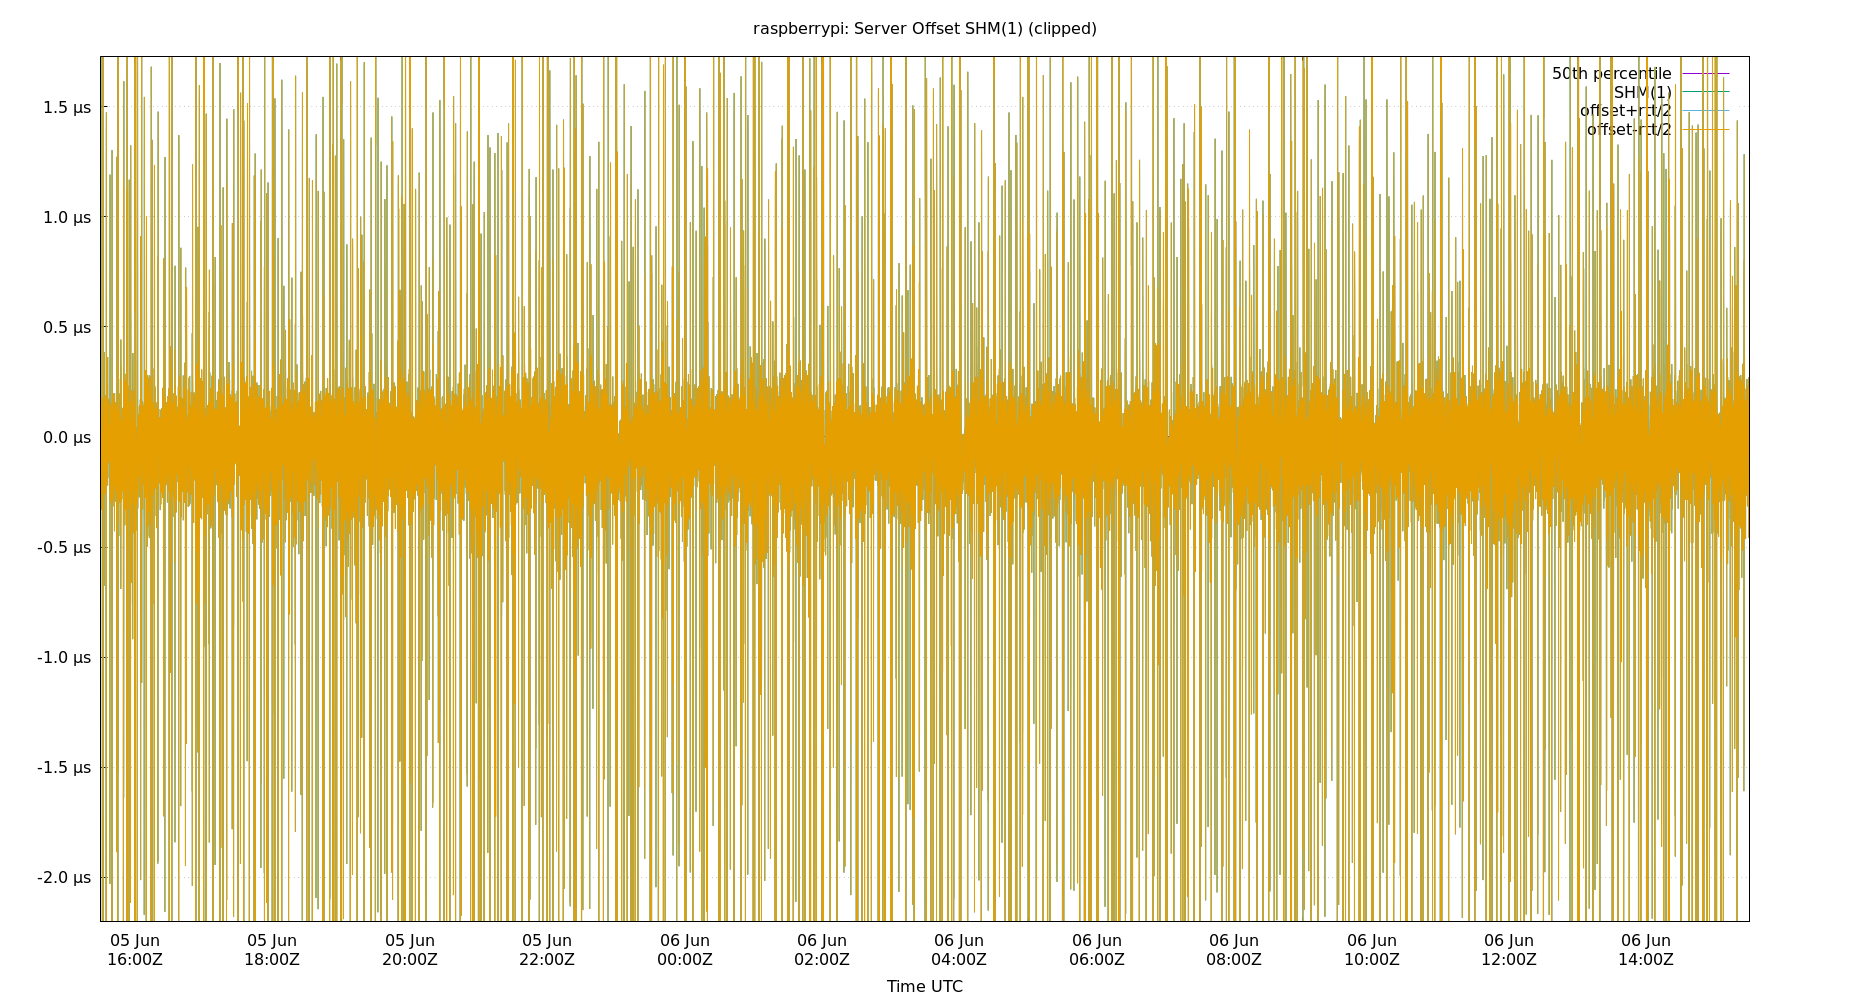 raspberrypi: Server Offset SHM(1) (clipped)
50th percentile
SHM(1)
offset+rtt/2
offset-rtt/2
1.5 µs
1.0 µs
0.5 µs
0.0 µs
-0.5 µs
-1.0 µs
-1.5 µs
-2.0 µs
05 Jun 05 Jun 05 Jun 05 Jun 06 Jun 06 Jun 06 Jun 06 Jun 06 Jun 06 Jun 06 Jun 06 Jun
16:00Z 18:00Z 20:00Z 22:00Z 00:00Z 02:00Z 04:00Z 06:00Z 08:00Z 10:00Z 12:00Z 14:00Z
Time UTC